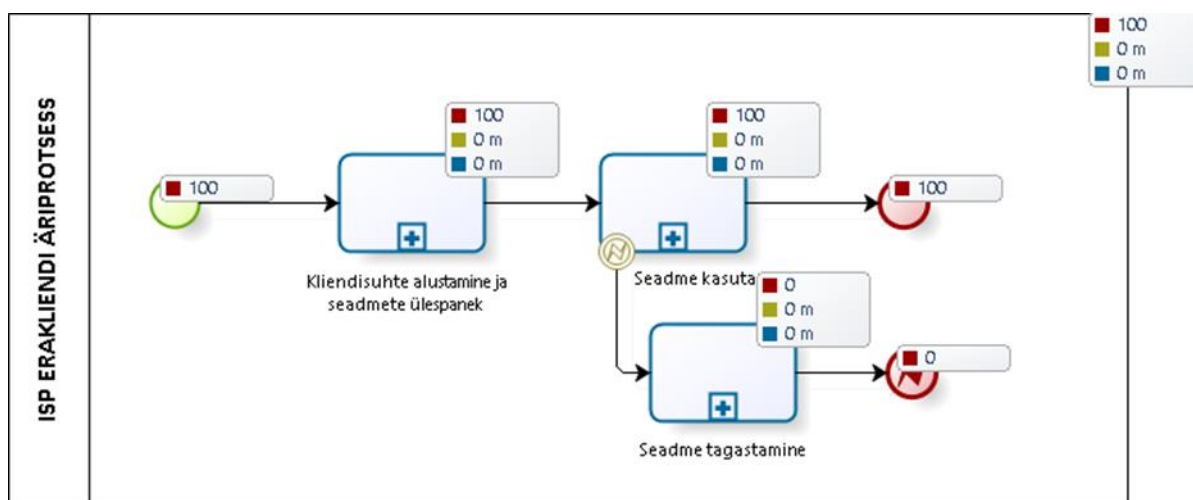 ISP ERAKLIENDI ÄRIPROTSESS
100
0 m
0 m
100
0 m
0 m
100
0 m
0 m
100
100
Kliendisuhte alustamine ja
seadmete ülespanek
Seadme
0
0 m
0 m
0
Seadme tagastamine